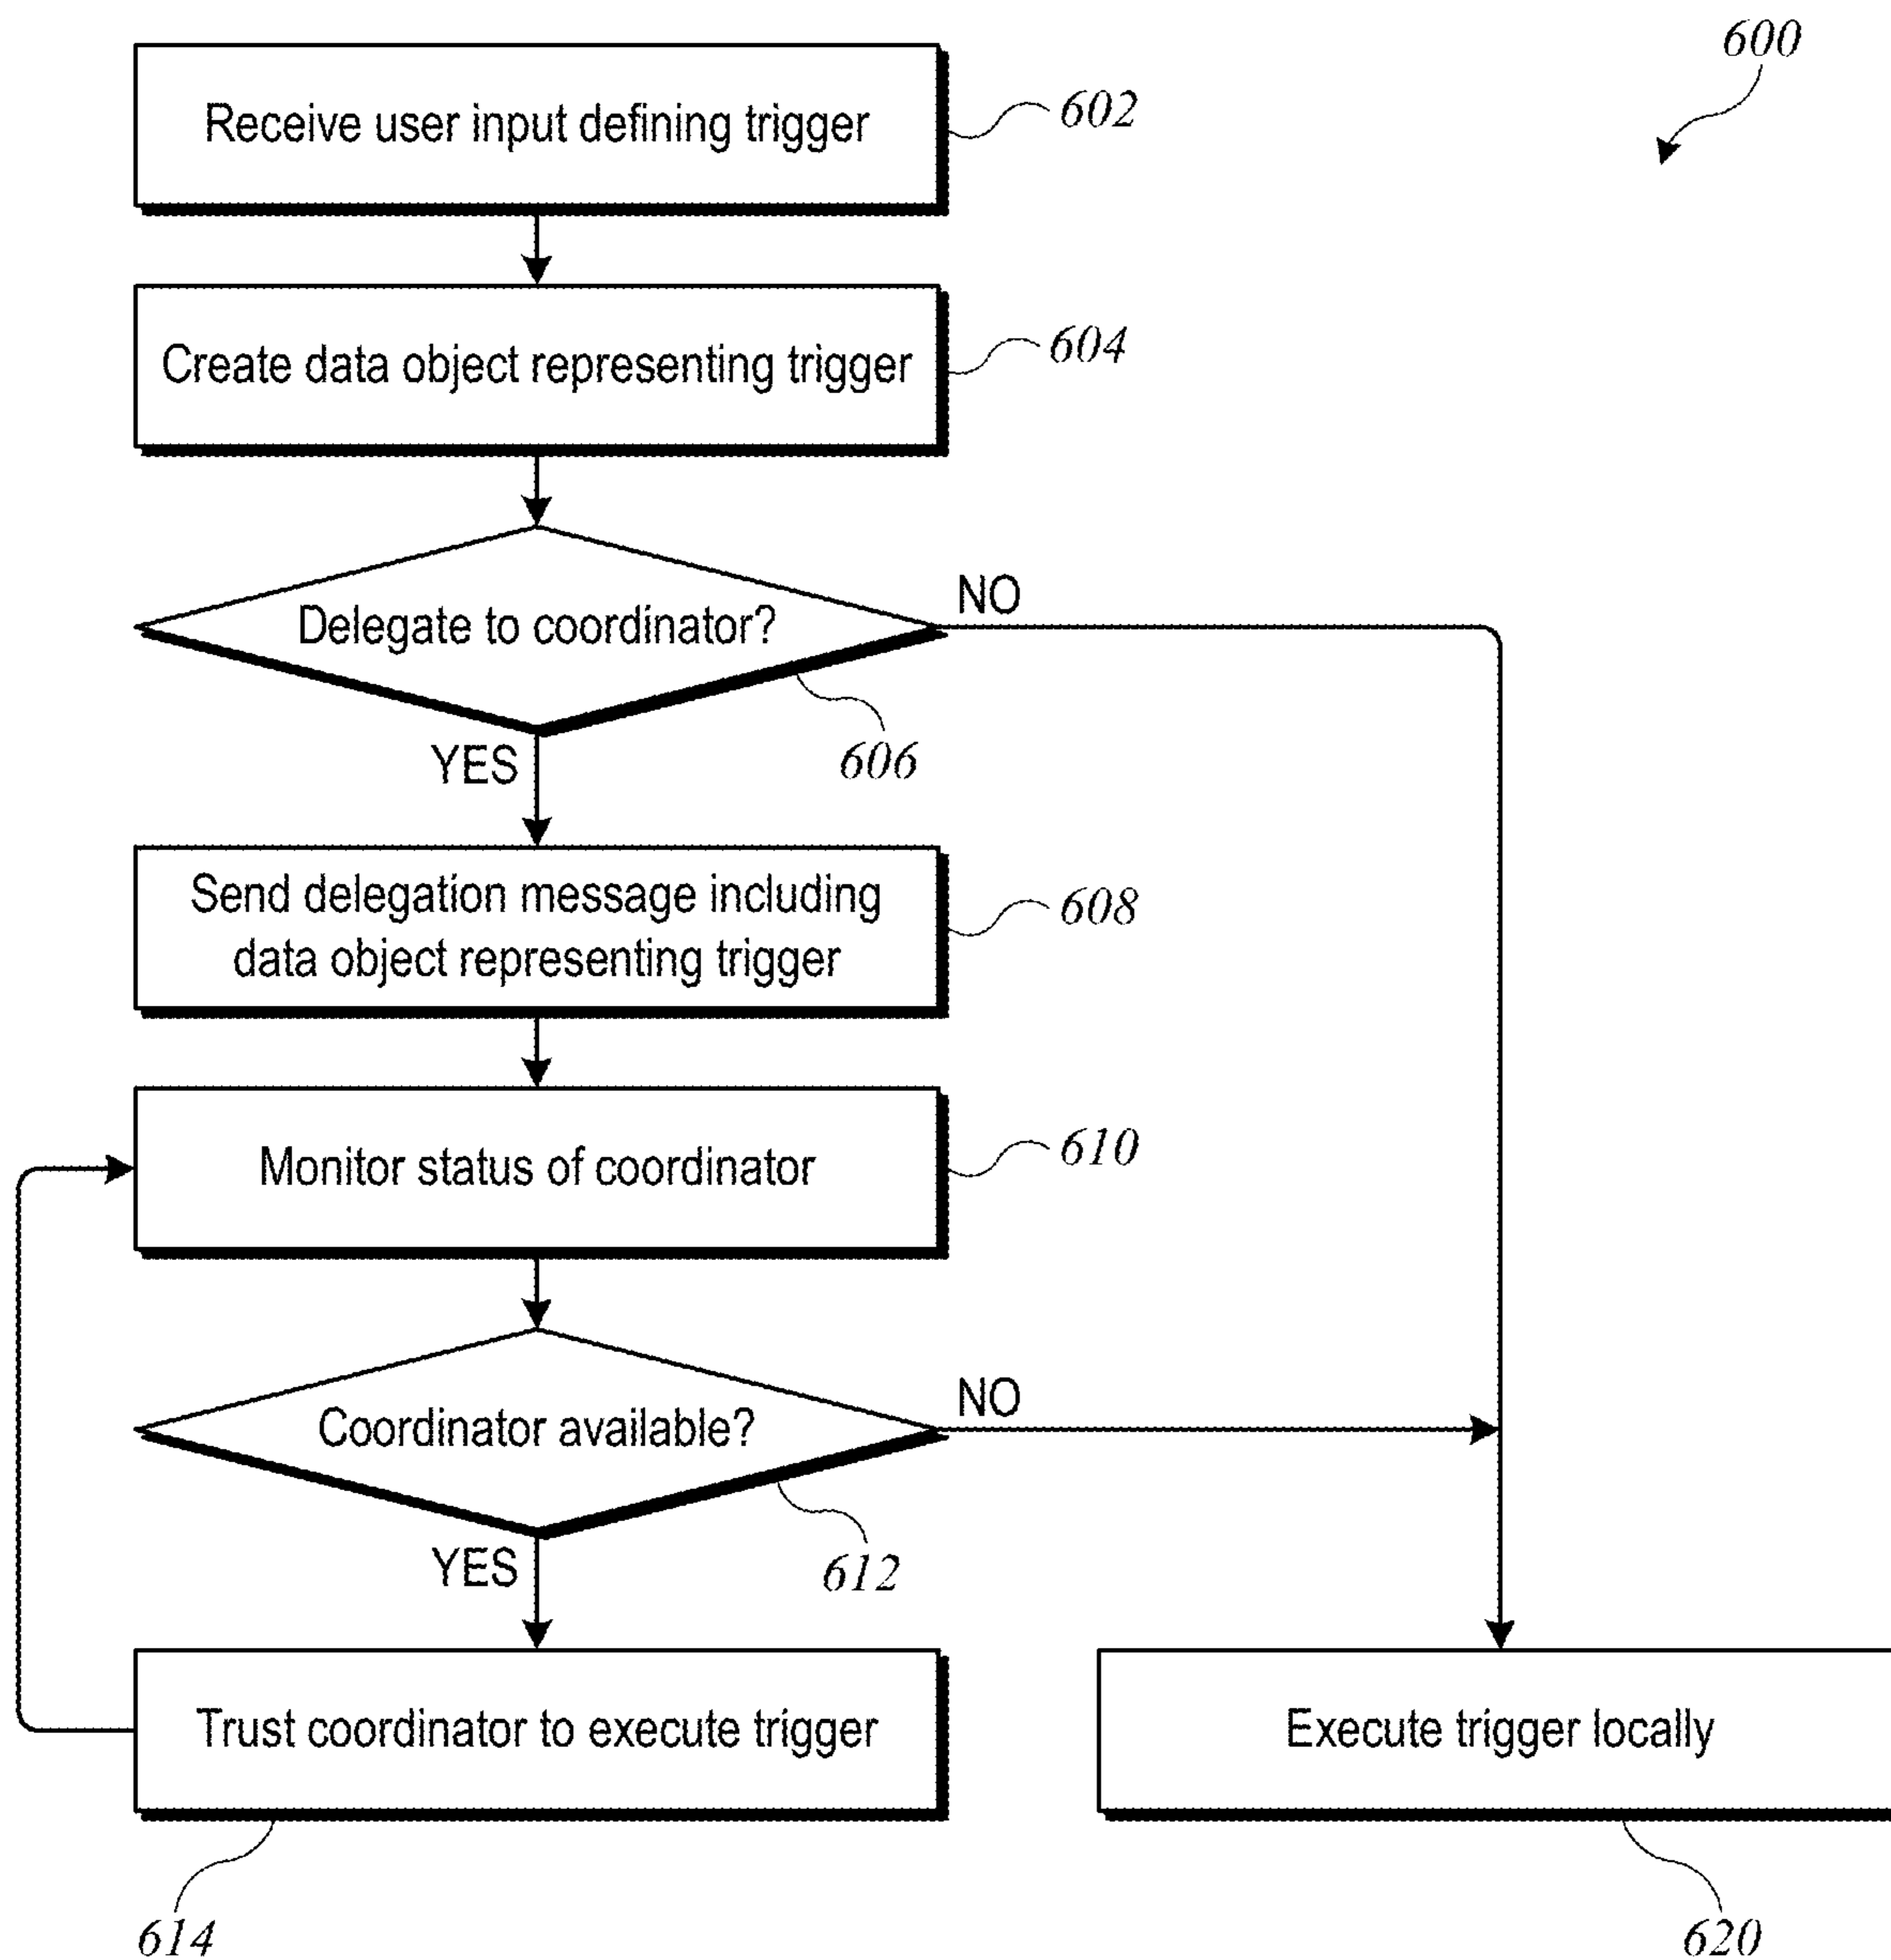 600
Receive user input defining trigger
602
Create data object representing trigger
604
Delegate to coordinator?
NO
606
YES
Send delegation message including
data object representing trigger
608
Monitor status of coordinator
610
Coordinator available?
NO
612
YES
Trust coordinator to execute trigger
614
Execute trigger locally
620